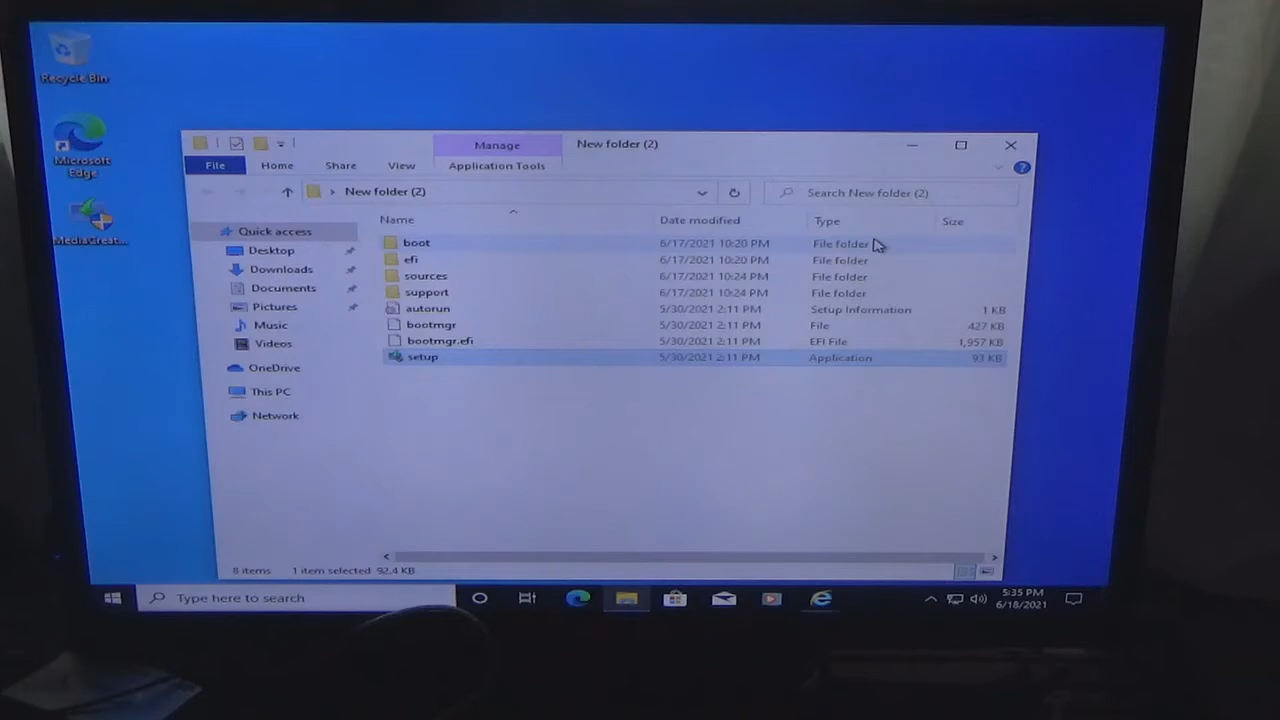 Recycle Bin
Microsoft
Edge
MediaCreat...
Manage
New folder (2)
File
Home
Share
View
Application Tools
New folder (2)
Search New folder (2)
Name
Date modified
Type
Size
Quick access
Desktop
Downloads
Documents
Pictures
Music
Videos
OneDrive
This PC
Network
boot 6/17/2021 10:20 PM File folder
efi 6/17/2021 10:20 PM File folder
sources 6/17/2021 10:24 PM File folder
support 6/17/2021 10:24 PM File folder
autorun 5/30/2021 2:11 PM Setup Information 1 KB
bootmgr 5/30/2021 2:11 PM File 427 KB
bootmgr.efi 5/30/2021 2:11 PM EFI File 1,957 KB
setup 5/30/2021 2:11 PM Application 93 KB
8 items 1 item selected 92.4 KB
Type here to search
5:35 PM
6/18/2021